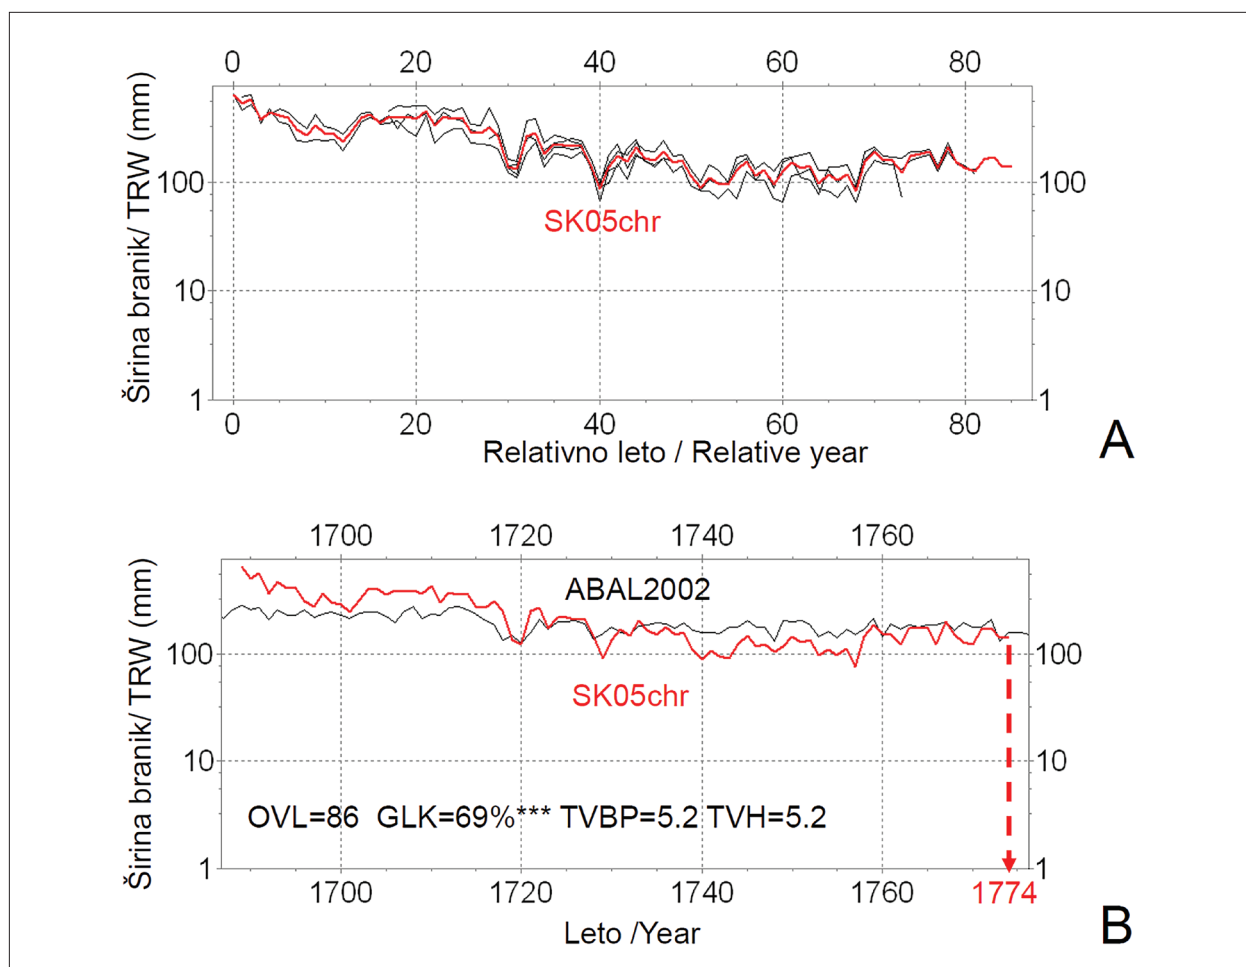 0 20 40 60 80
Širina branik/ TRW (mm)
100 100
SK05chr
10 10
1 1
0 20 40 60 80
Relativno leto / Relative year
A
1700 1720 1740 1760
Širina branik/ TRW (mm)
ABAL2002
100 100
SK05chr
10 10
OVL=86 GLK=69%*** TVBP=5.2 TVH=5.2
1 1
1700 1720 1740 1760 1774
Leto /Year
B